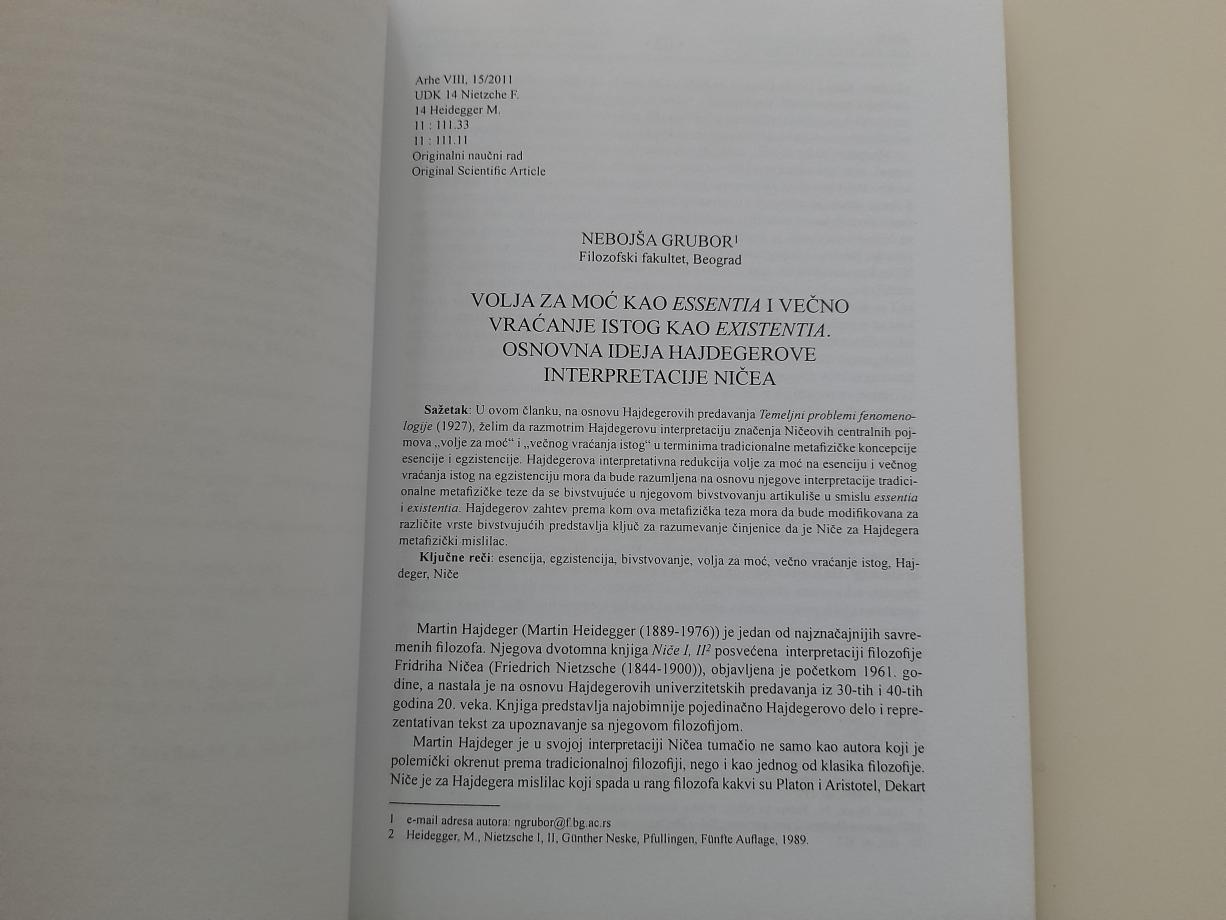 Arhe VIII, 15/2011
UDK 14 Nietzche F.
14 Heidegger M.
11 : 111.33
11 : 111.11
Originalni naučni rad
Original Scientific Article
NEBOJŠA GRUBOR1
Filozofski fakultet, Beograd
VOLJA ZA MOĆ KAO ESSENTIA I VEČNO
VRAĆANJE ISTOG KAO EXISTENTIA.
OSNOVNA IDEJA HAJDEGEROVE
INTERPRETACIJE NIČEA
Sažetak: U ovom članku, na osnovu Hajdegerovih predavanja Temeljni problemi fenomeno-
logije (1927), želim da razmotrim Hajdegerovu interpretaciju značenja Ničeovih centralnih poj-
mova „volje za moć“ i „večnog vraćanja istog“ u terminima tradicionalne metafizičke koncepcije
esencije i egzistencije. Hajdegerova interpretativna redukcija volje za moć na esenciju i večnog
vraćanja istog na egzistenciju mora da bude razumljena na osnovu njegove interpretacije tradici-
onalne metafizičke teze da se bivstvujuće u njegovom bivstvovanju artikuliše u smislu essentia
i existentia. Hajdegerov zahtev prema kom ova metafizička teza mora da bude modifikovana za
različite vrste bivstvujućih predstavlja ključ za razumevanje činjenice da je Niče za Hajdegera
metafizički mislilac.
Ključne reči: esencija, egzistencija, bivstvovanje, volja za moć, večno vraćanje istog, Haj-
deger, Niče
Martin Hajdeger (Martin Heidegger (1889-1976)) je jedan od najznačajnijih savre-
menih filozofa. Njegova dvotomna knjiga Niče I, II2 posvećena interpretaciji filozofije
Fridriha Ničea (Friedrich Nietzsche (1844-1900)), objavljena je početkom 1961. go-
dine, a nastala je na osnovu Hajdegerovih univerzitetskih predavanja iz 30-tih i 40-tih
godina 20. veka. Knjiga predstavlja najobimnije pojedinačno Hajdegerovo delo i repre-
zentativan tekst za upoznavanje sa njegovom filozofijom.
Martin Hajdeger je u svojoj interpretaciji Ničea tumačio ne samo kao autora koji je
polemički okrenut prema tradicionalnoj filozofiji, nego i kao jednog od klasika filozofije.
Niče je za Hajdegera mislilac koji spada u rang filozofa kakvi su Platon i Aristotel, Dekart
1 e-mail adresa autora: ngrubor@f.bg.ac.rs
2 Heidegger, M., Nietzsche I, II, Günther Neske, Pfullingen, Fünfte Auflage, 1989.